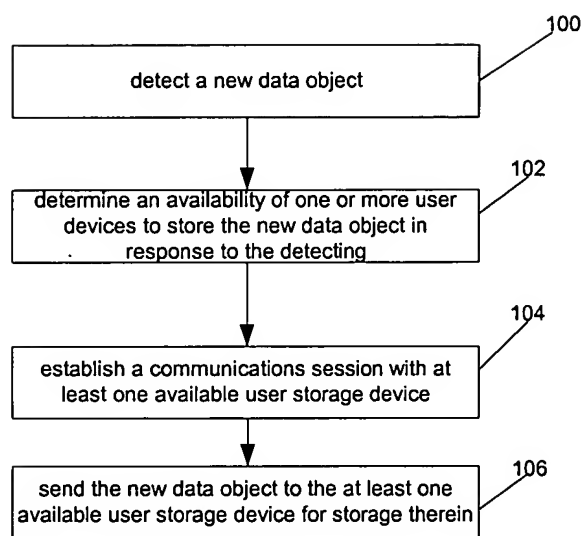 100
detect a new data object
102
determine an availability of one or more user
devices to store the new data object in
response to the detecting
104
establish a communications session with at
least one available user storage device
106
send the new data object to the at least one
available user storage device for storage therein